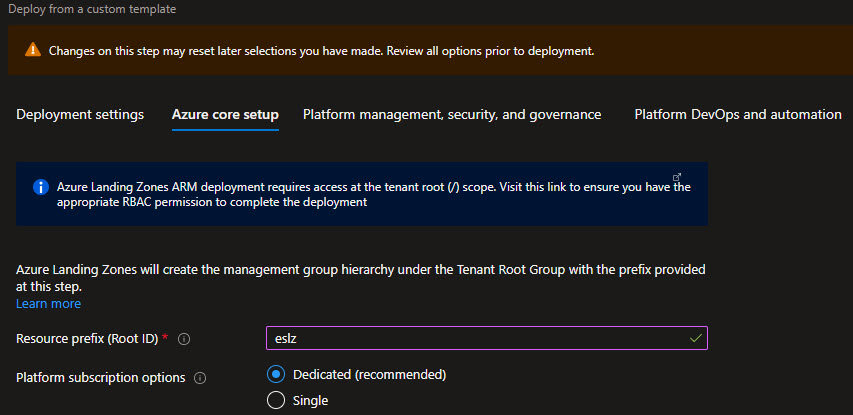 Deploy from a custom template
Changes on this step may reset later selections you have made. Review all options prior to deployment.
Deployment settings Azure core setup Platform management, security, and governance Platform DevOps and automation
Azure Landing Zones ARM deployment requires access at the tenant root (/) scope. Visit this link to ensure you have the
appropriate RBAC permission to complete the deployment
Azure Landing Zones will create the management group hierarchy under the Tenant Root Group with the prefix provided
at this step.
Learn more
Resource prefix (Root ID) * eslz
Platform subscription options Dedicated (recommended)
Single